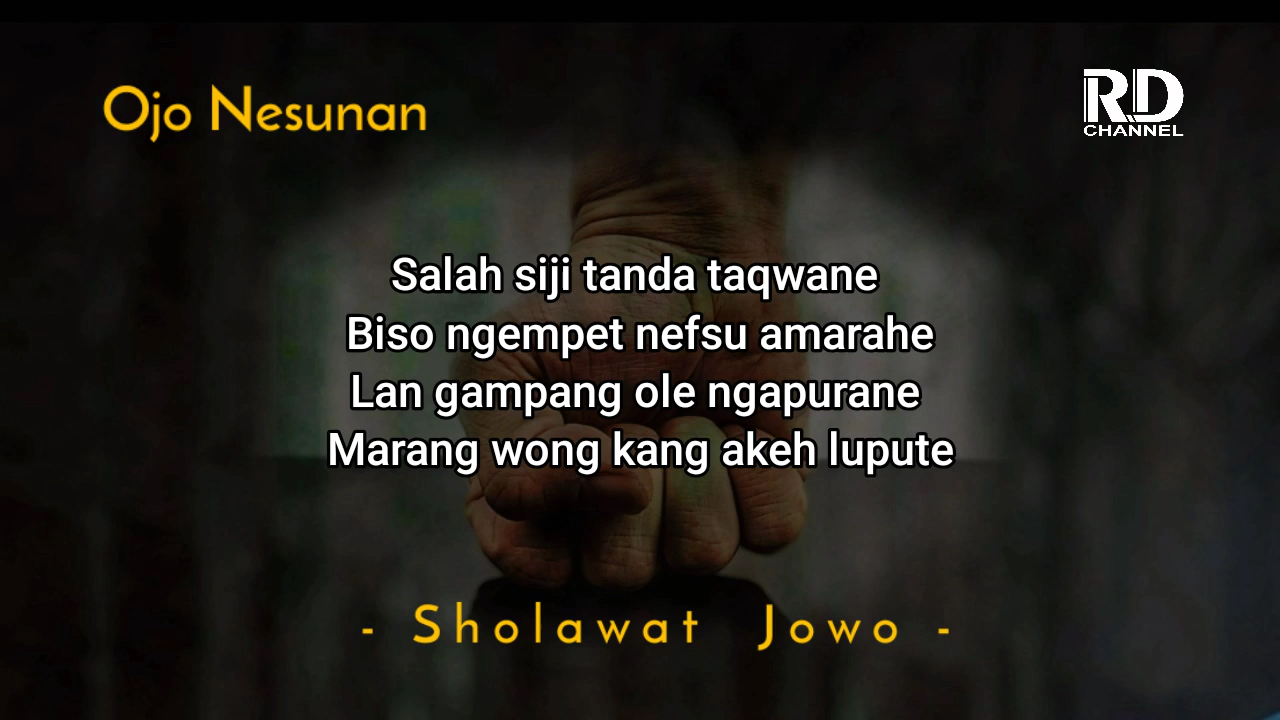 Ojo Nesunan
RD
CHANNEL
Salah siji tanda taqwane
Biso ngempet nefsu amarahe
Lan gampang ole ngapurane
Marang wong kang akeh lupute
- Sholawat Jowo -